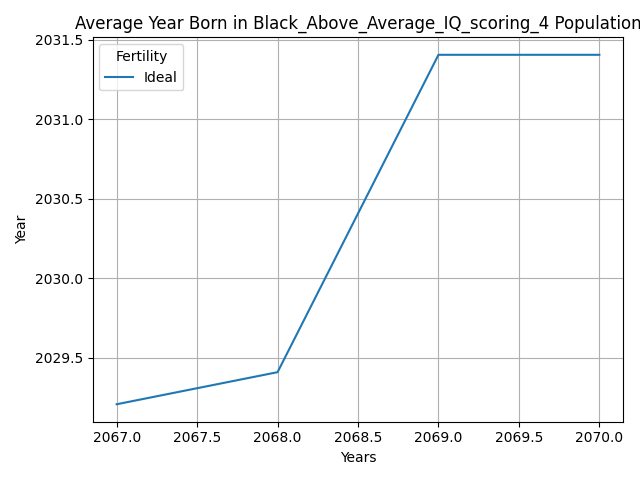 Average Year Born in Black_Above_Average_IQ_scoring_4 Population
Fertility
Ideal
2031.5
2031.0
2030.5
2030.0
2029.5
Year
2067.0 2067.5 2068.0 2068.5 2069.0 2069.5 2070.0
Years